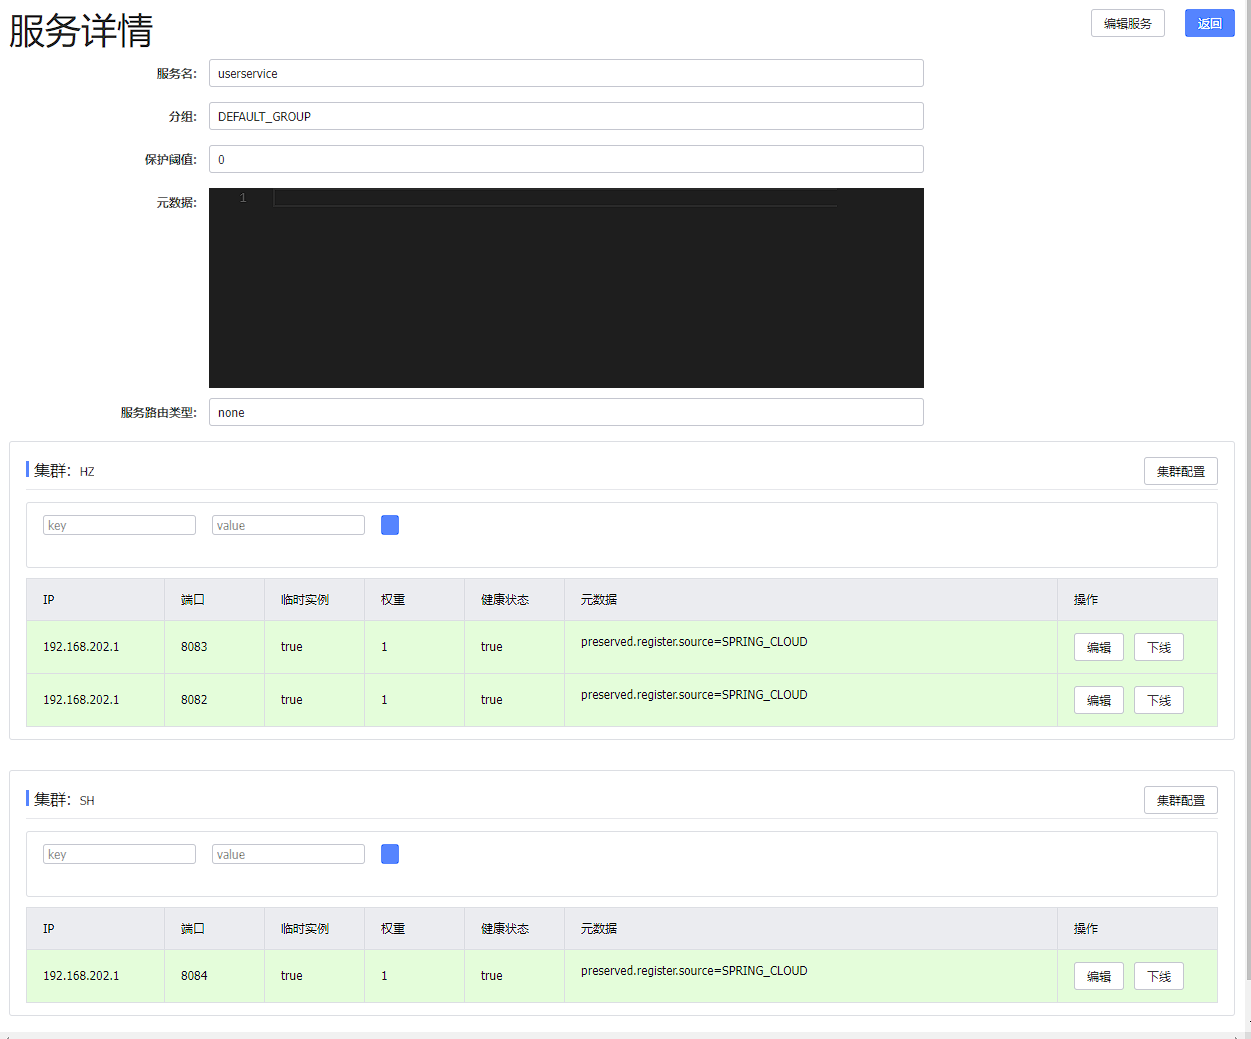 服务详情
编辑服务 返回
服务名: userservice
分组: DEFAULT_GROUP
保护阈值: 0
元数据: 1
服务路由类型: none
集群: HZ 集群配置
key value
IP 端口 临时实例 权重 健康状态 元数据 操作
192.168.202.1 8083 true 1 true preserved.register.source=SPRING_CLOUD 编辑 下线
192.168.202.1 8082 true 1 true preserved.register.source=SPRING_CLOUD 编辑 下线
集群: SH 集群配置
key value
IP 端口 临时实例 权重 健康状态 元数据 操作
192.168.202.1 8084 true 1 true preserved.register.source=SPRING_CLOUD 编辑 下线